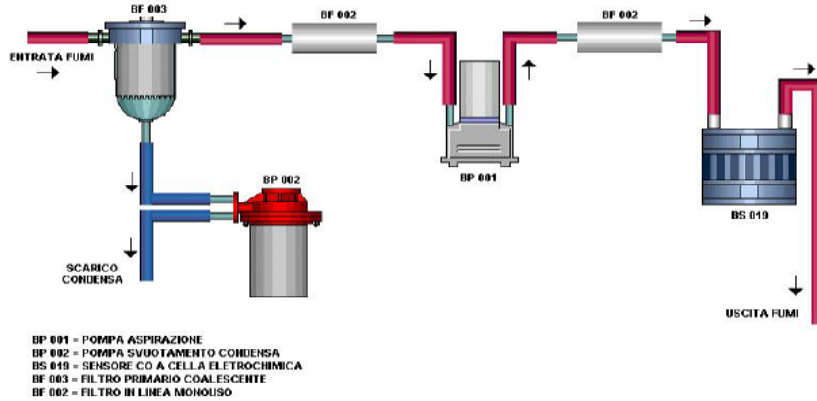 BF 003
BF 002
BF 002
ENTRATA FUMI
BP 001
BP 002
BS 019
SCARICO
CONDENSA
USCITA FUMI
BP 001 = POMPA ASPIRAZIONE
BP 002 = POMPA SVUOTAMENTO CONDENSA
BS 019 = SENSORE CO A CELLA ELETROCHIMICA
BF 003 = FILTRO PRIMARIO COALESCENTE
BF 002 = FILTRO IN LINEA MONOUSO